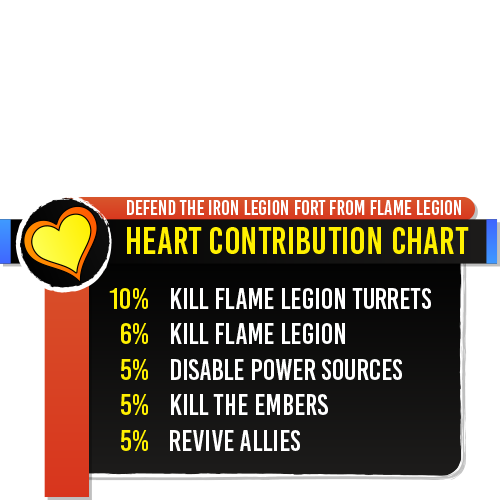 DEFEND THE IRON LEGION FORT FROM FLAME LEGION
HEART CONTRIBUTION CHART
10% KILL FLAME LEGION TURRETS
6% KILL FLAME LEGION
5% DISABLE POWER SOURCES
5% KILL THE EMBERS
5% REVIVE ALLIES